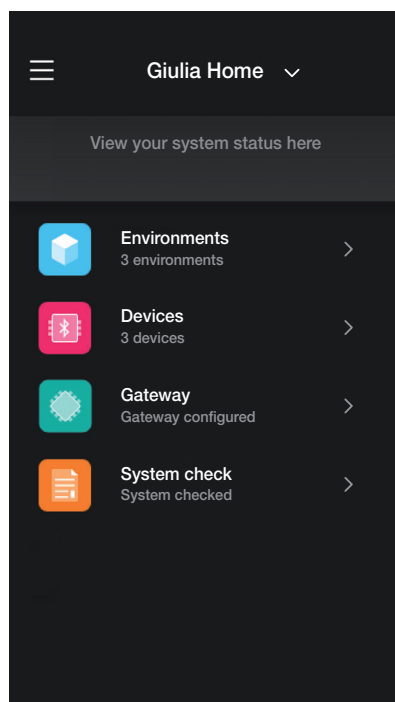 Giulia Home
View your system status here
Environments
3 environments
Devices
3 devices
Gateway
Gateway configured
System check
System checked